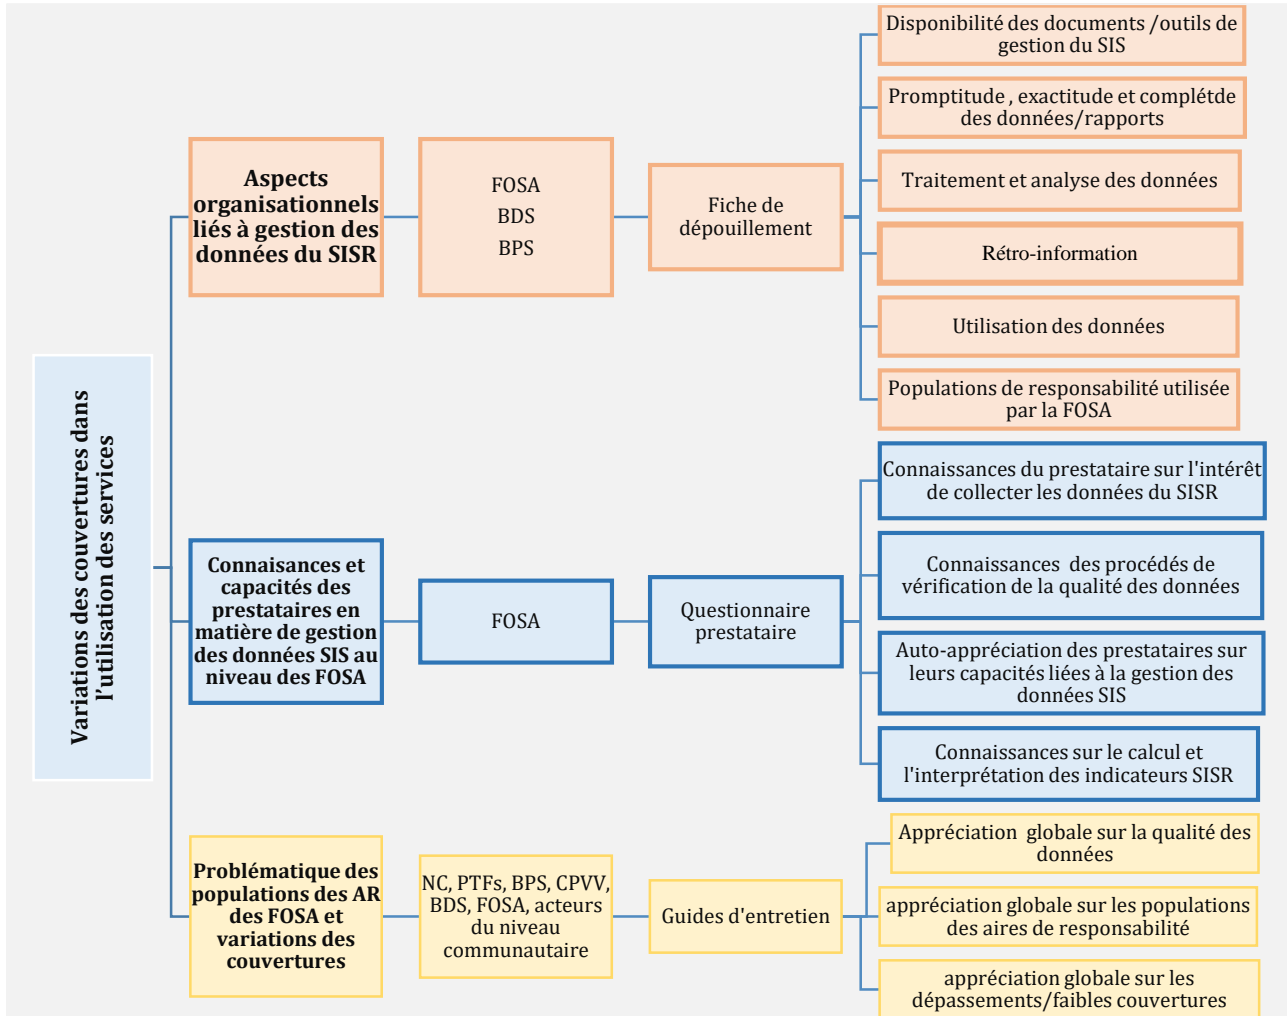 Variations des couvertures dans
l'utilisation des services
Aspects
organisationnels
liés à gestion des
données du SISR
FOSA
BDS
BPS
Fiche de
dépouillement
Disponibilité des documents /outils de
gestion du SIS
Promptitude , exactitude et complétde
des données/rapports
Traitement et analyse des données
Rétro-information
Utilisation des données
Populations de responsabilité utilisée
par la FOSA
Connaisances et
capacités des
prestataires en
matière de gestion
des données SIS au
niveau des FOSA
FOSA
Questionnaire
prestataire
Connaissances du prestataire sur l'intérêt
de collecter les données du SISR
Connaissances  des procédés de
vérification de la qualité des données
Auto-appréciation des prestataires sur
leurs capacités liées à la gestion des
données SIS
Connaissances sur le calcul et
l'interprétation des indicateurs SISR
Problématique des
populations des AR
des FOSA et
variations des
couvertures
NC, PTFs, BPS, CPVV,
BDS, FOSA, acteurs
du niveau
communautaire
Guides d'entretien
Appréciation  globale sur la qualité des
données
appréciation globale sur les populations
des aires de responsabilité
appréciation globale sur les
dépassements/faibles couvertures